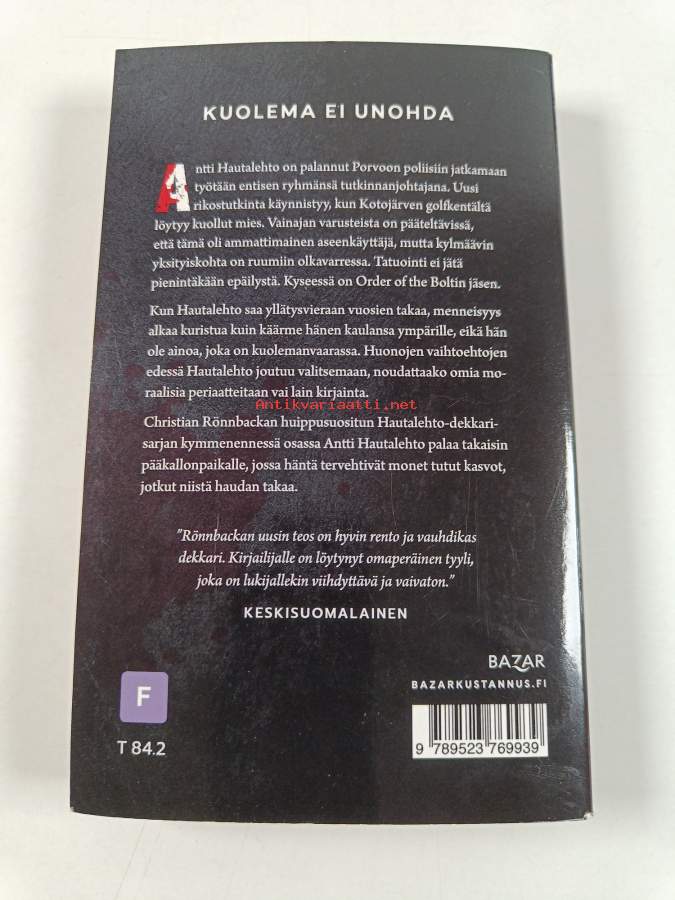 KUOLEMA EI UNOHDA
Antti Hautalehto on palannut Porvoon poliisiin jatkamaan
työtään entisen ryhmänsä tutkinnanjohtajana. Uusi
rikostutkinta käynnistyy, kun Kotojärven golfkentältä
löytyy kuollut mies. Vainajan varusteista on pääteltävissä,
että tämä oli ammattimainen aseenkäyttäjä, mutta kylmäävin
yksityiskohta on ruumiin olkavarressa. Tatuointi ei jätä
pienintäkään epäilystä. Kyseessä on Order of the Boltin jäsen.
Kun Hautalehto saa yllätysvieraan vuosien takaa, menneisyys
alkaa kuristua kuin käärme hänen kaulansa ympärille, eikä hän
ole ainoa, joka on kuolemanvaarassa. Huonojen vaihtoehtojen
edessä Hautalehto joutuu valitsemaan, noudattaako omia mo-
raalisia periaatteitaan vai lain kirjainta.
Antikvariaatti.net
Christian Rönnbackan huippusuositun Hautalehto-dekkari-
sarjan kymmenennessä osassa Antti Hautalehto palaa takaisin
pääkallonpaikalle, jossa häntä tervehtivät monet tutut kasvot,
jotkut niistä haudan takaa.
"Rönnbackan uusin teos on hyvin rento ja vauhdikas
dekkari. Kirjailijalle on löytynyt omaperäinen tyyli,
joka on lukijallekin viihdyttävä ja vaivaton."
KESKISUOMALAINEN
BAZAR
BAZARKUSTANNUS.FI
F
T 84.2
9 789523 769939